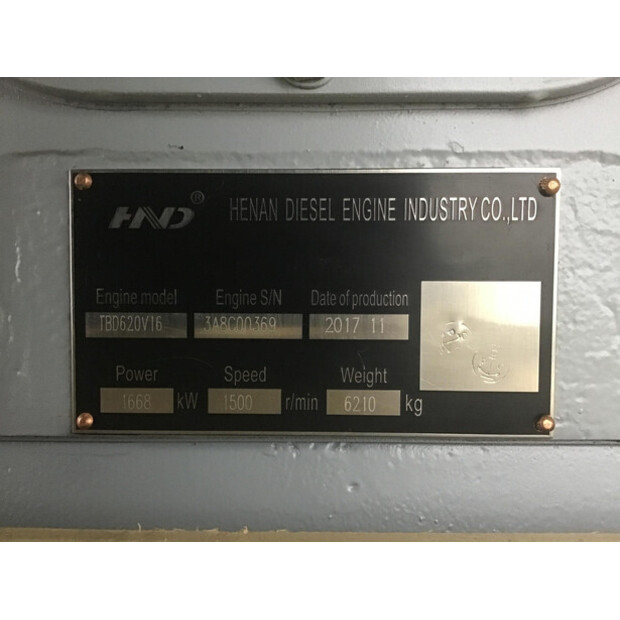 HND® HENAN DIESEL ENGINE INDUSTRY CO.,LTD
Engine model Engine S/N Date of production
TBD620V16 3A8C00369 2017 11
Power Speed Weight
1668 kW 1500 r/min 6210 kg